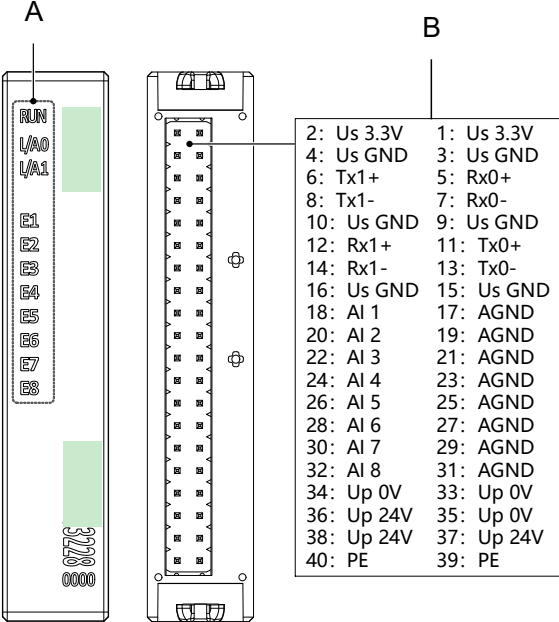 A
B
RUN
L/A0
L/A1
E1
E2
E3
E4
E5
E6
E7
E8
3228
0000
2: Us 3.3V 1: Us 3.3V
4: Us GND 3: Us GND
6: Tx1+ 5: Rx0+
8: Tx1- 7: Rx0-
10: Us GND 9: Us GND
12: Rx1+ 11: Tx0+
14: Rx1- 13: Tx0-
16: Us GND 15: Us GND
18: AI 1 17: AGND
20: AI 2 19: AGND
22: AI 3 21: AGND
24: AI 4 23: AGND
26: AI 5 25: AGND
28: AI 6 27: AGND
30: AI 7 29: AGND
32: AI 8 31: AGND
34: Up 0V 33: Up 0V
36: Up 24V 35: Up 0V
38: Up 24V 37: Up 24V
40: PE 39: PE